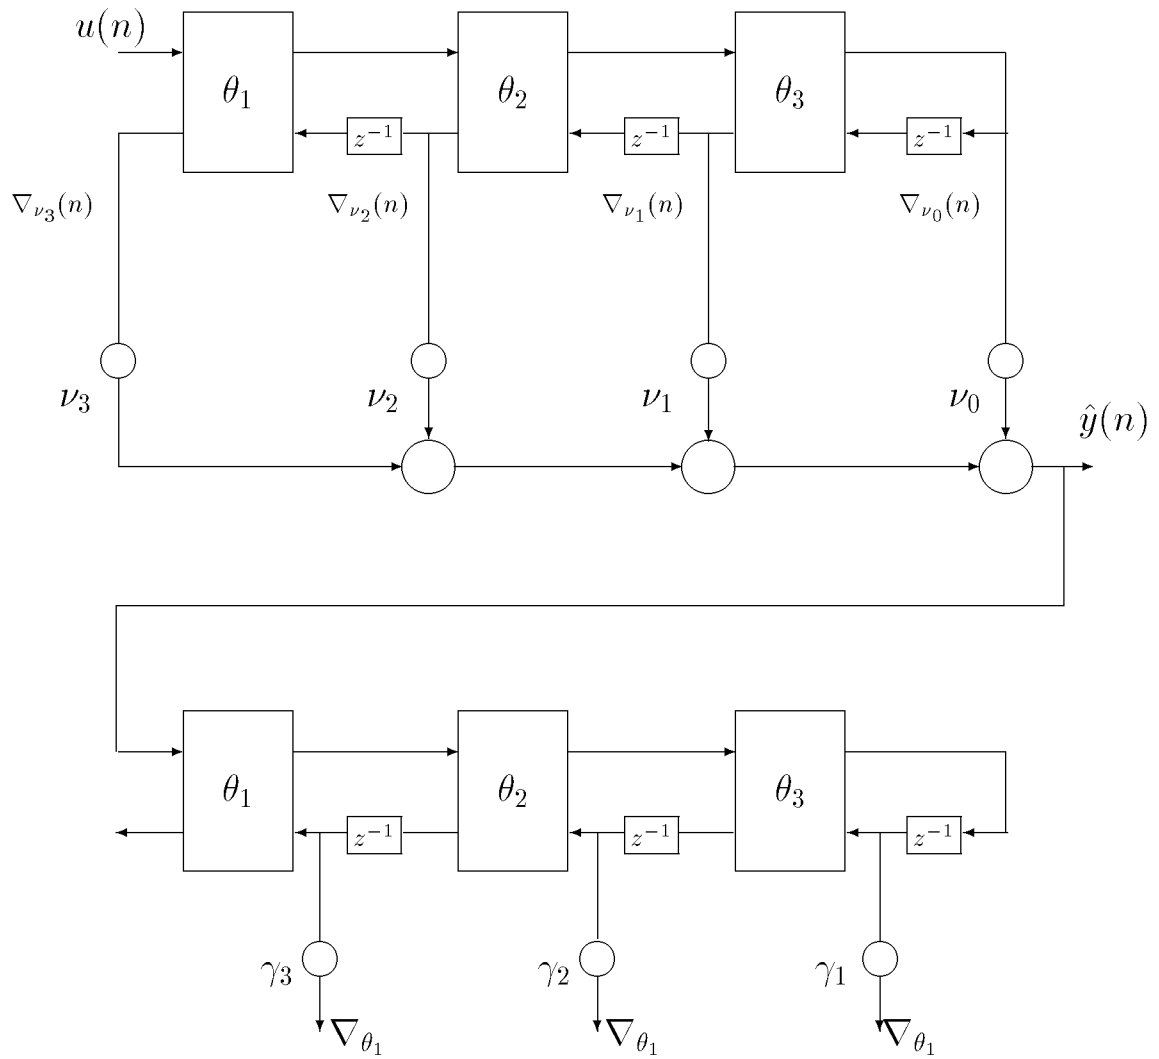 u(n)
θ₁ θ₂ θ₃
z⁻¹ z⁻¹ z⁻¹
∇_{ν₃}(n) ∇_{ν₂}(n) ∇_{ν₁}(n) ∇_{ν₀}(n)
ν₃ ν₂ ν₁ ν₀
ŷ(n)
θ₁ θ₂ θ₃
z⁻¹ z⁻¹ z⁻¹
γ₃ γ₂ γ₁
∇_{θ₁} ∇_{θ₁} ∇_{θ₁}